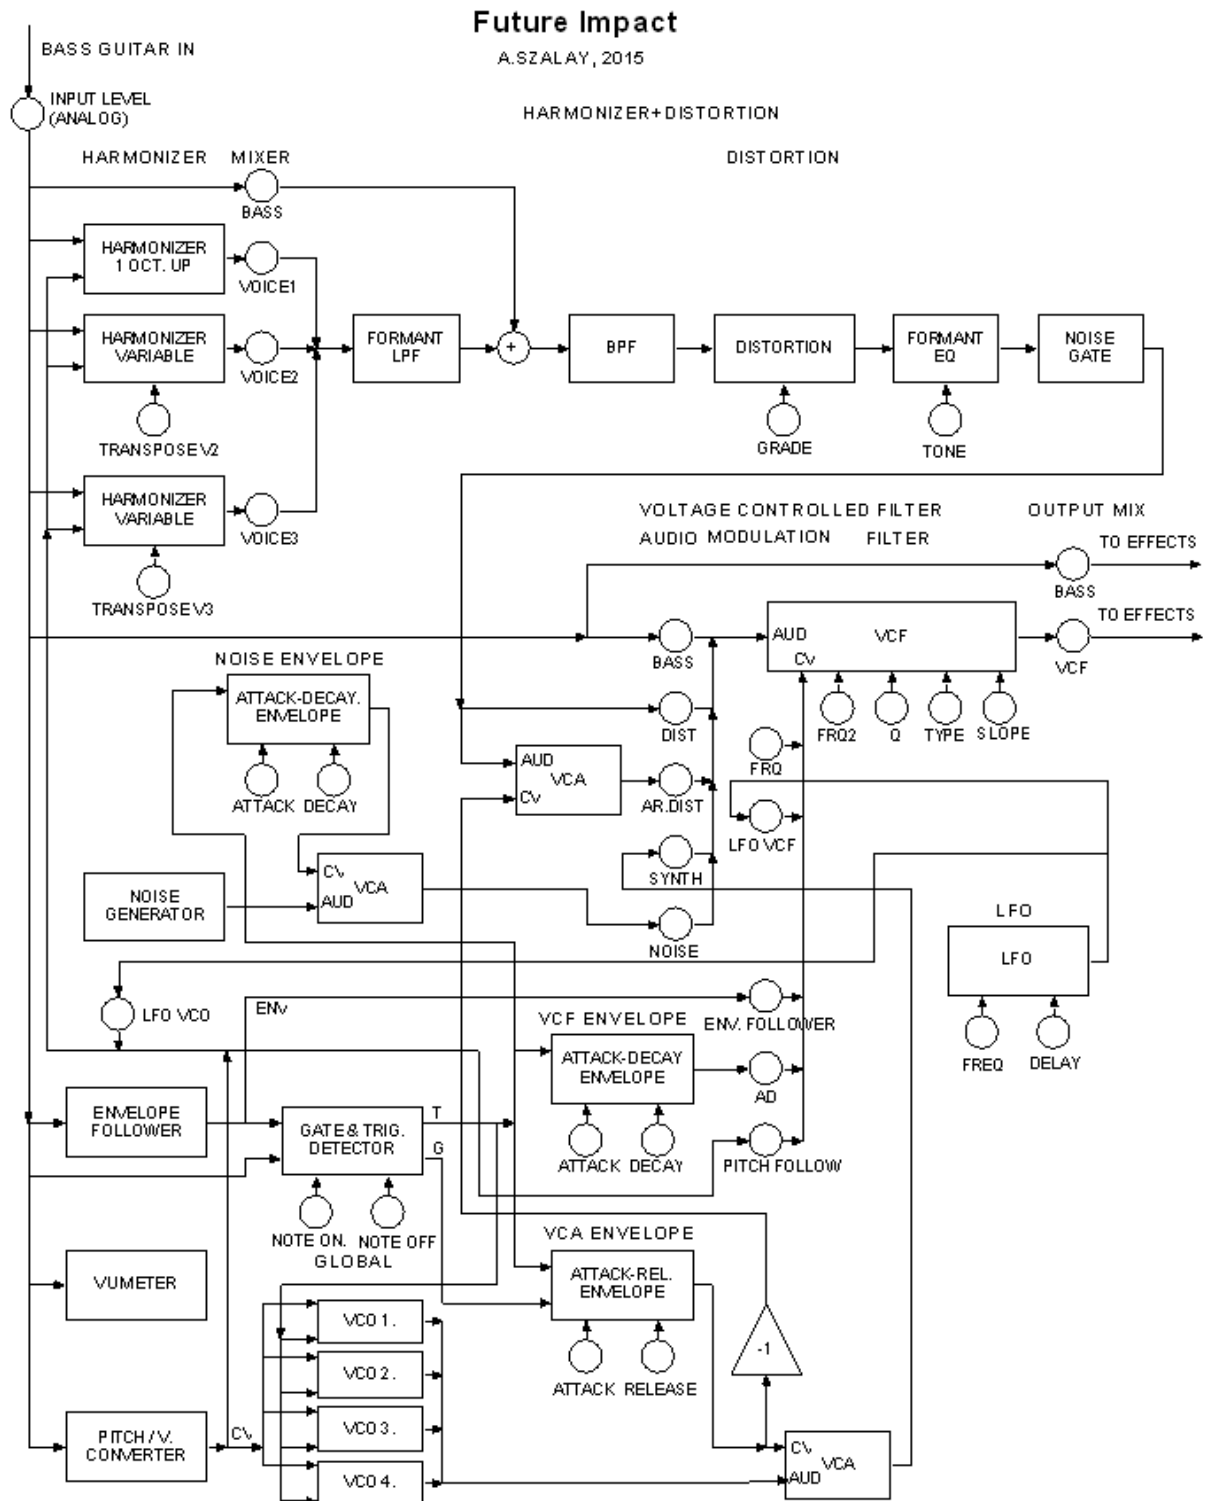 Future Impact
A.SZALAY, 2015
BASS GUITAR IN
INPUT LEVEL
(ANALOG)
HARMONIZER+DISTORTION
HARMONIZER MIXER
DISTORTION
BASS
HARMONIZER
1 OCT. UP
VOICE1
HARMONIZER
VARIABLE
VOICE2
TRANSPOSE V2
FORMANT
LPF
+
BPF
DISTORTION
GRADE
FORMANT
EQ
TONE
NOISE
GATE
HARMONIZER
VARIABLE
VOICE3
TRANSPOSE V3
VOLTAGE CONTROLLED FILTER
AUDIO MODULATION FILTER
OUTPUT MIX
TO EFFECTS
BASS
TO EFFECTS
VCF
BASS
AUD
CV
VCF
FRQ2
Q
TYPE
SLOPE
NOISE ENVELOPE
ATTACK-DECAY.
ENVELOPE
ATTACK
DECAY
DIST
FRQ
AUD
CV
VCA
AR.DIST
LFO VCF
CV
AUD
VCA
SYNTH
NOISE
GENERATOR
NOISE
LFO
LFO
FREQ
DELAY
LFO VCO
ENV
ENV. FOLLOWER
VCF ENVELOPE
ATTACK-DECAY
ENVELOPE
AD
ATTACK
DECAY
PITCH FOLLOW
ENVELOPE
FOLLOWER
GATE & TRIG.
DETECTOR
T
G
NOTE ON.
NOTE OFF
GLOBAL
VCA ENVELOPE
ATTACK-REL.
ENVELOPE
ATTACK
RELEASE
VUMETER
-1
VCO 1.
VCO 2.
VCO 3.
VCO 4.
PITCH / V.
CONVERTER
CV
CV
AUD
VCA